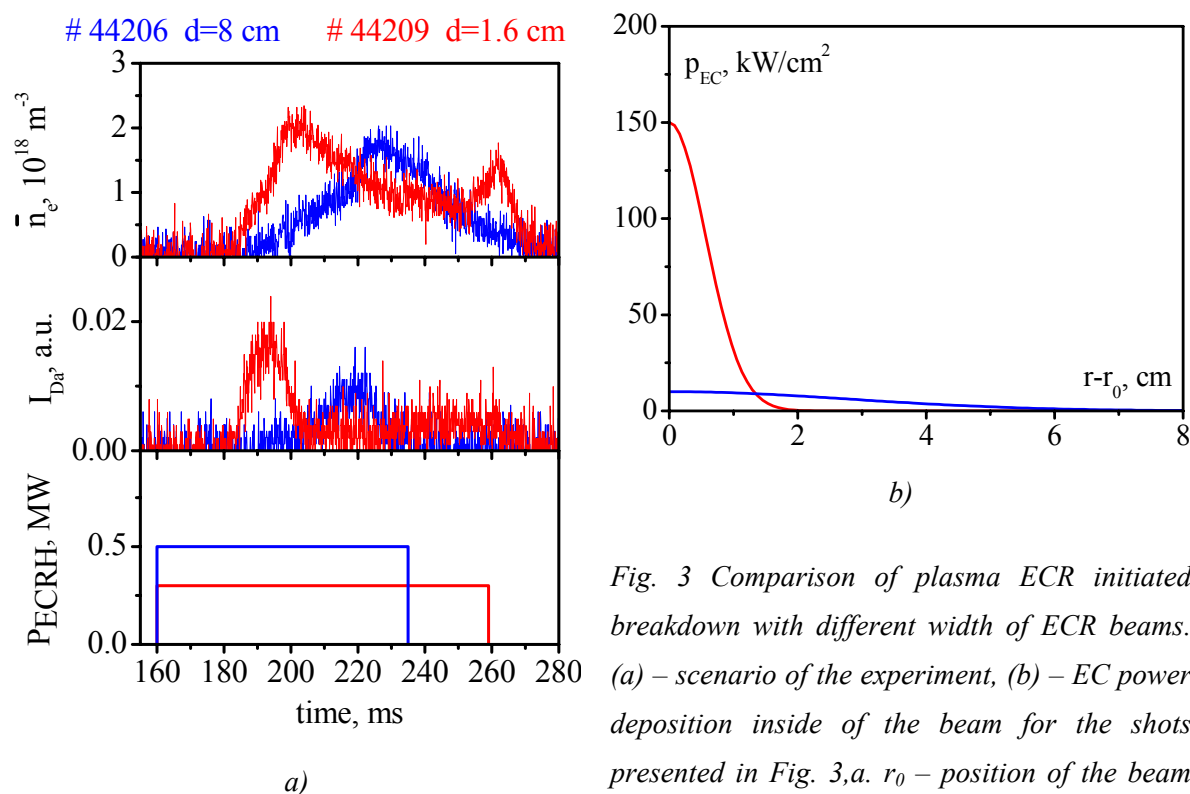 # 44206 d=8 cm # 44209 d=1.6 cm
n̄e, 10^18 m^-3
3
2
1
0
I_Da, a.u.
0.02
0.00
PECRH, MW
0.5
0.0
160 180 200 220 240 260 280
time, ms
a)
200
150
100
50
0
p_EC, kW/cm^2
r-r_0, cm
0 2 4 6 8
b)
Fig. 3 Comparison of plasma ECR initiated
breakdown with different width of ECR beams.
(a) – scenario of the experiment, (b) – EC power
deposition inside of the beam for the shots
presented in Fig. 3,a. r_0 – position of the beam